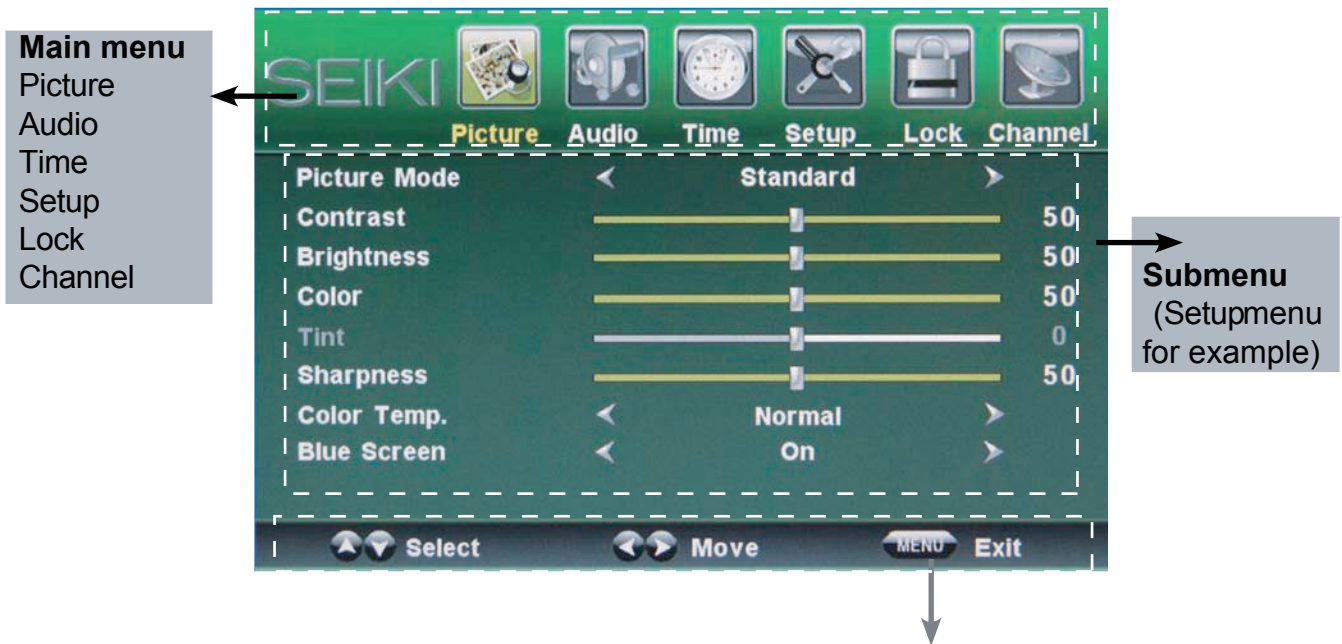 Main menu
Picture
Audio
Time
Setup
Lock
Channel
SEIKI
Picture Audio Time Setup Lock Channel
Picture Mode Standard
Contrast 50
Brightness 50
Color 50
Tint 0
Sharpness 50
Color Temp. Normal
Blue Screen On
Select Move MENU Exit
Submenu
(Setupmenu
for example)